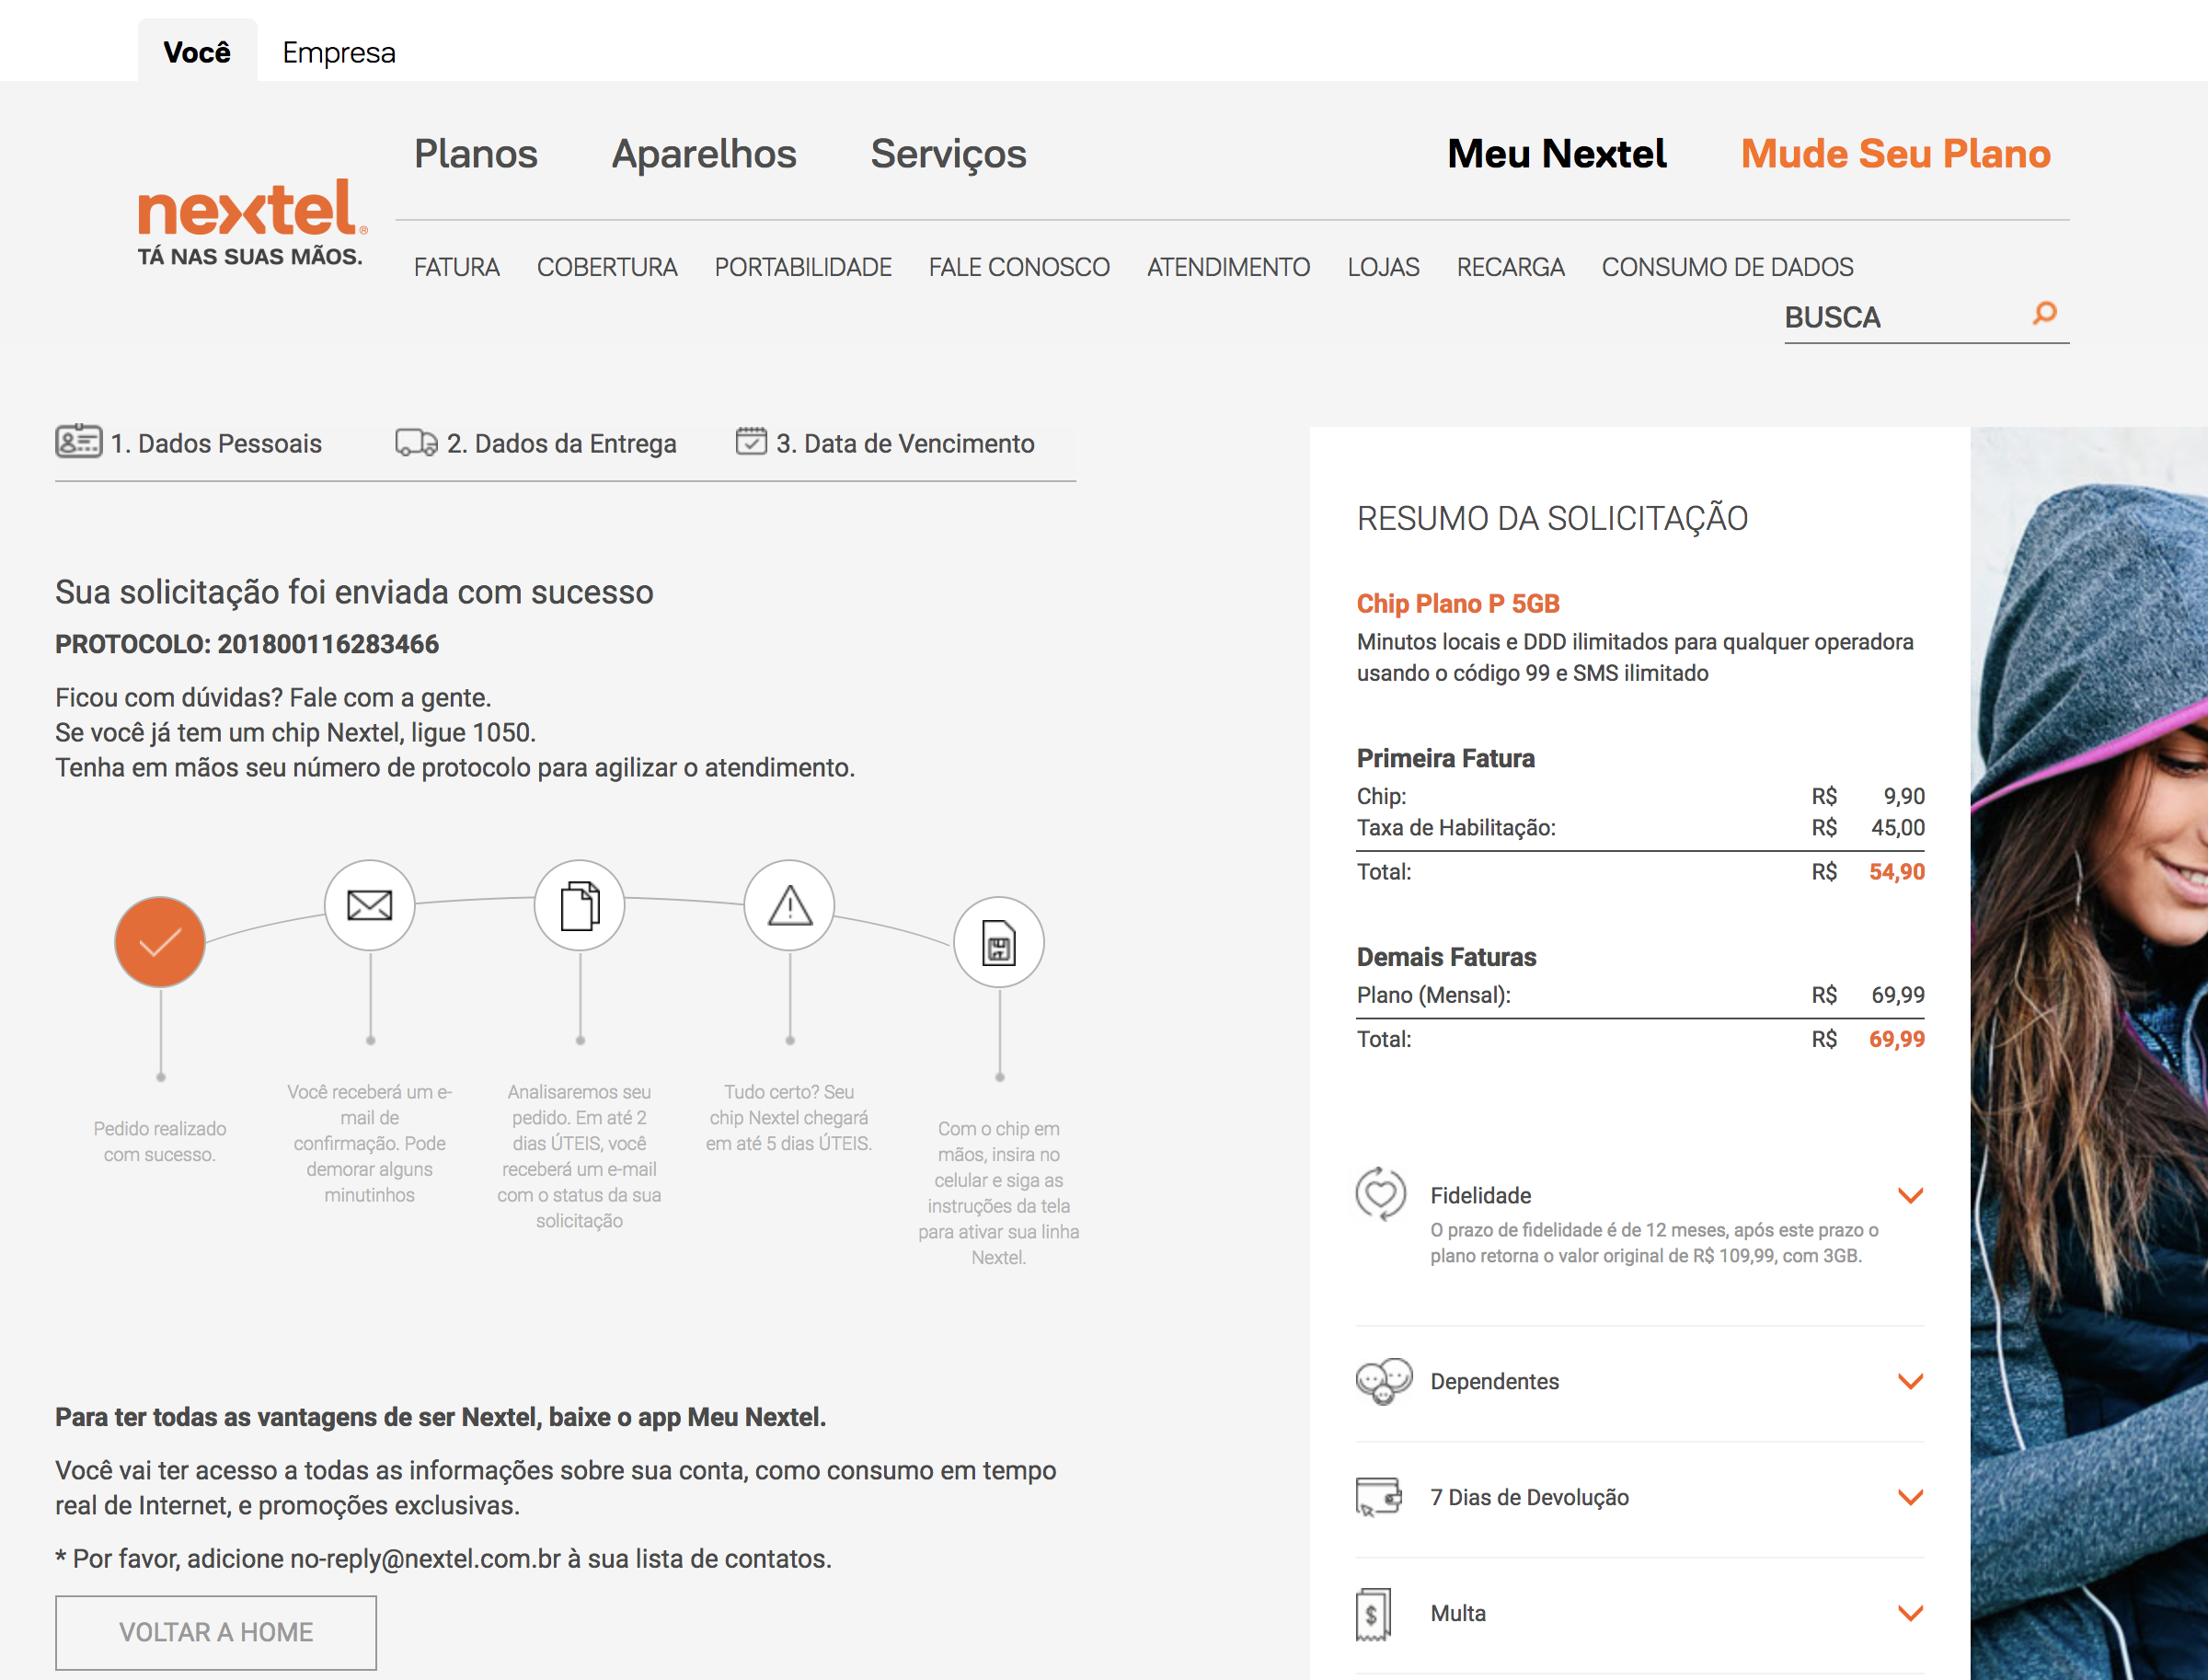 Você
Empresa
Planos
Aparelhos
Serviços
Meu Nextel
Mude Seu Plano
nextel®
TÁ NAS SUAS MÃOS.
FATURA
COBERTURA
PORTABILIDADE
FALE CONOSCO
ATENDIMENTO
LOJAS
RECARGA
CONSUMO DE DADOS
BUSCA
1. Dados Pessoais
2. Dados da Entrega
3. Data de Vencimento
Sua solicitação foi enviada com sucesso
PROTOCOLO: 201800116283466
Ficou com dúvidas? Fale com a gente.
Se você já tem um chip Nextel, ligue 1050.
Tenha em mãos seu número de protocolo para agilizar o atendimento.
Pedido realizado
com sucesso.
Você receberá um e-
mail de
confirmação. Pode
demorar alguns
minutinhos
Analisaremos seu
pedido. Em até 2
dias ÚTEIS, você
receberá um e-mail
com o status da sua
solicitação
Tudo certo? Seu
chip Nextel chegará
em até 5 dias ÚTEIS.
Com o chip em
mãos, insira no
celular e siga as
instruções da tela
para ativar sua linha
Nextel.
Para ter todas as vantagens de ser Nextel, baixe o app Meu Nextel.
Você vai ter acesso a todas as informações sobre sua conta, como consumo em tempo
real de Internet, e promoções exclusivas.
* Por favor, adicione no-reply@nextel.com.br à sua lista de contatos.
VOLTAR A HOME
RESUMO DA SOLICITAÇÃO
Chip Plano P 5GB
Minutos locais e DDD ilimitados para qualquer operadora
usando o código 99 e SMS ilimitado
Primeira Fatura
Chip: R$ 9,90
Taxa de Habilitação: R$ 45,00
Total: R$ 54,90
Demais Faturas
Plano (Mensal): R$ 69,99
Total: R$ 69,99
Fidelidade
O prazo de fidelidade é de 12 meses, após este prazo o
plano retorna o valor original de R$ 109,99, com 3GB.
Dependentes
7 Dias de Devolução
Multa